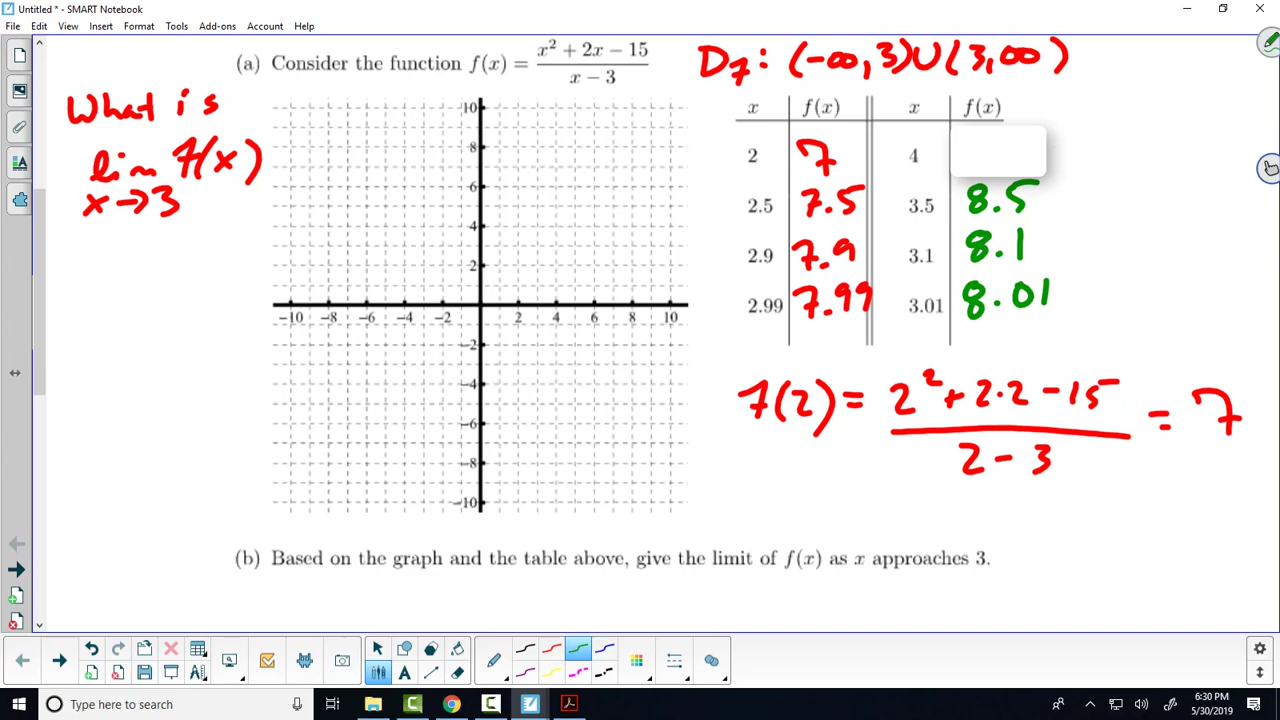 Untitled * - SMART Notebook
File Edit View Insert Format Tools Add-ons Account Help
(a) Consider the function f(x) = \frac{x² + 2x − 15}{x − 3}
D_f : (-∞, 3)∪(3, ∞)
What is
lim f(x)
x→3
x f(x) x f(x)
2 7 4
2.5 7.5 3.5 8.5
2.9 7.9 3.1 8.1
2.99 7.99 3.01 8.01
10
8
6
4
2
−10 −8 −6 −4 −2 2 4 6 8 10
−2
−4
−6
−8
−10
f(2) = \frac{2² + 2·2 − 15}{2 − 3} = 7
(b) Based on the graph and the table above, give the limit of f(x) as x approaches 3.
Type here to search
6:30 PM
5/30/2019